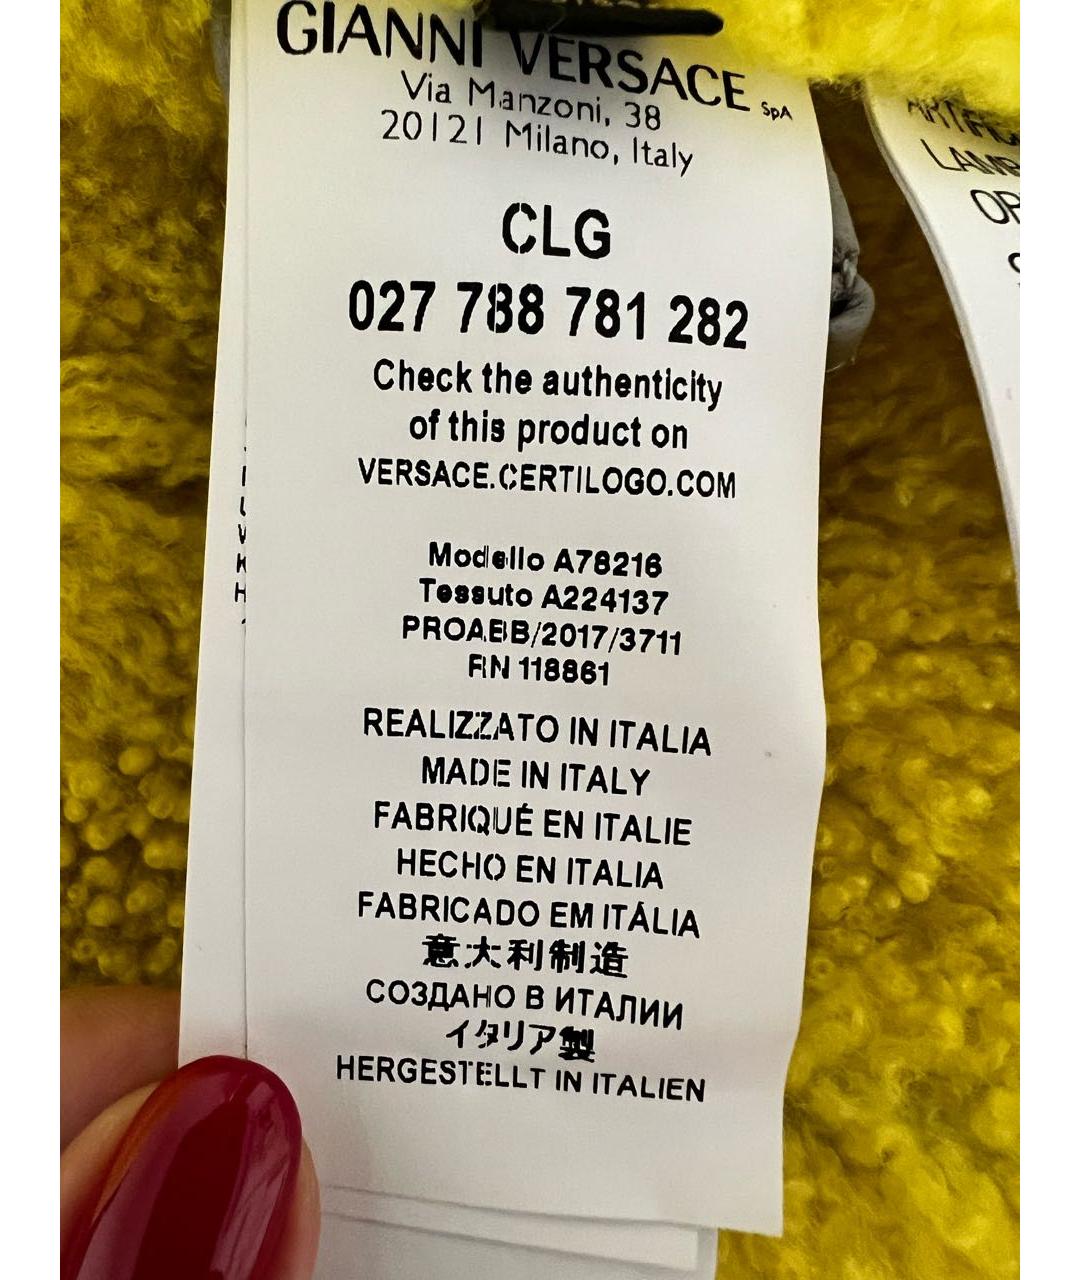 GIANNI VERSACE SpA
Via Manzoni, 38
20121 Milano, Italy
CLG
027 788 781 282
Check the authenticity
of this product on
VERSACE.CERTILOGO.COM
Modello A78216
Tessuto A224137
PROABB/2017/3711
RN 118861
REALIZZATO IN ITALIA
MADE IN ITALY
FABRIQUÉ EN ITALIE
HECHO EN ITALIA
FABRICADO EM ITÁLIA
意大利制造
СОЗДАНО В ИТАЛИИ
イタリア製
HERGESTELLT IN ITALIEN